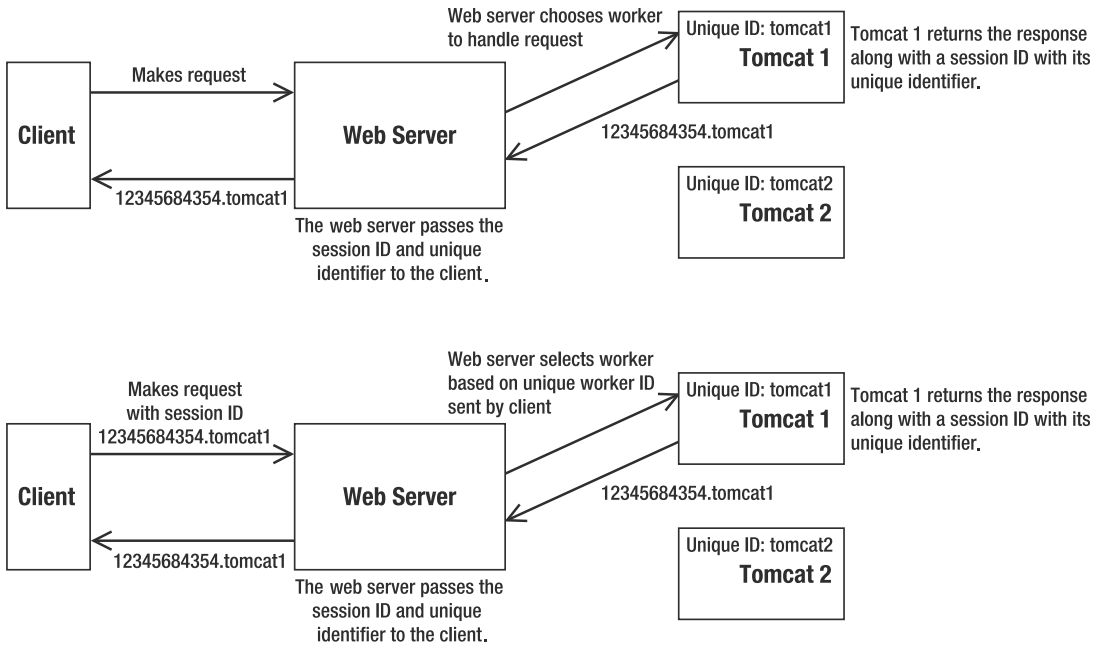 Web server chooses worker
to handle request
Unique ID: tomcat1
Tomcat 1
Tomcat 1 returns the response
along with a session ID with its
unique identifier.
Makes request
Client
Web Server
12345684354.tomcat1
12345684354.tomcat1
Unique ID: tomcat2
Tomcat 2
The web server passes the
session ID and unique
identifier to the client.
Web server selects worker
based on unique worker ID
sent by client
Unique ID: tomcat1
Tomcat 1
Tomcat 1 returns the response
along with a session ID with its
unique identifier.
Makes request
with session ID
12345684354.tomcat1
Client
Web Server
12345684354.tomcat1
12345684354.tomcat1
Unique ID: tomcat2
Tomcat 2
The web server passes the
session ID and unique
identifier to the client.